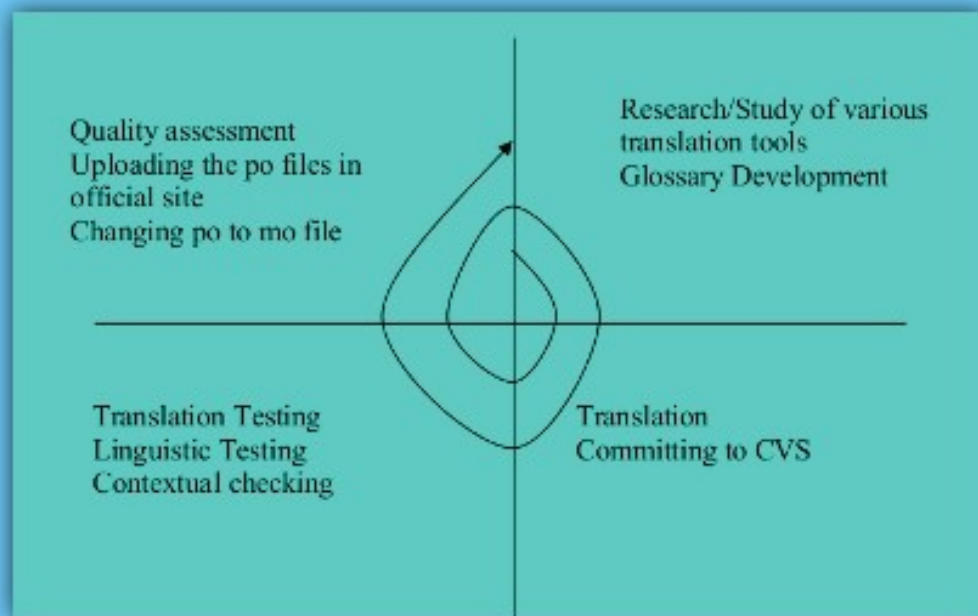 Quality assessment
Uploading the po files in
official site
Changing po to mo file
Research/Study of various
translation tools
Glossary Development
Translation Testing
Linguistic Testing
Contextual checking
Translation
Committing to CVS